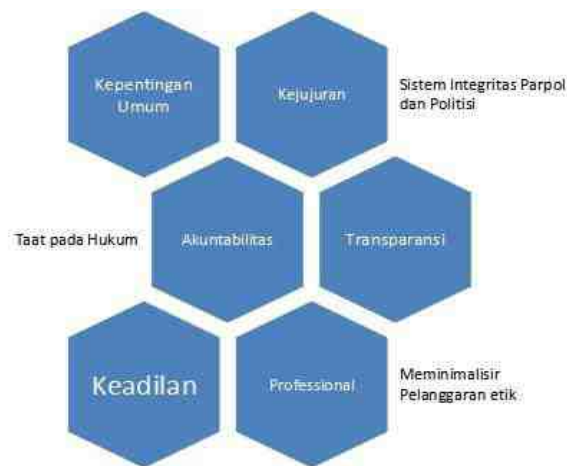 Kepentingan
Umum
Kejujuran
Sistem Integritas Parpol
dan Politisi
Taat pada Hukum
Akuntabilitas
Transparansi
Keadilan
Professional
Meminimalisir
Pelanggaran etik